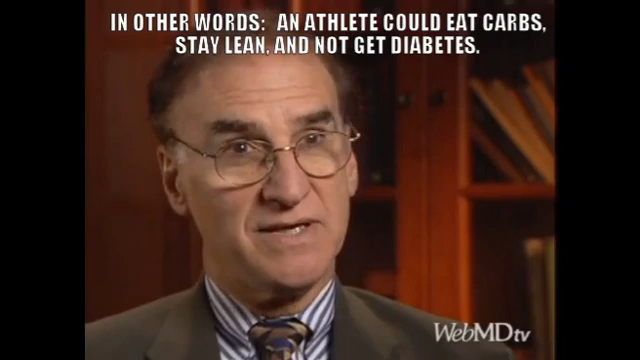 IN OTHER WORDS: AN ATHLETE COULD EAT CARBS,
STAY LEAN, AND NOT GET DIABETES.
WebMDtv